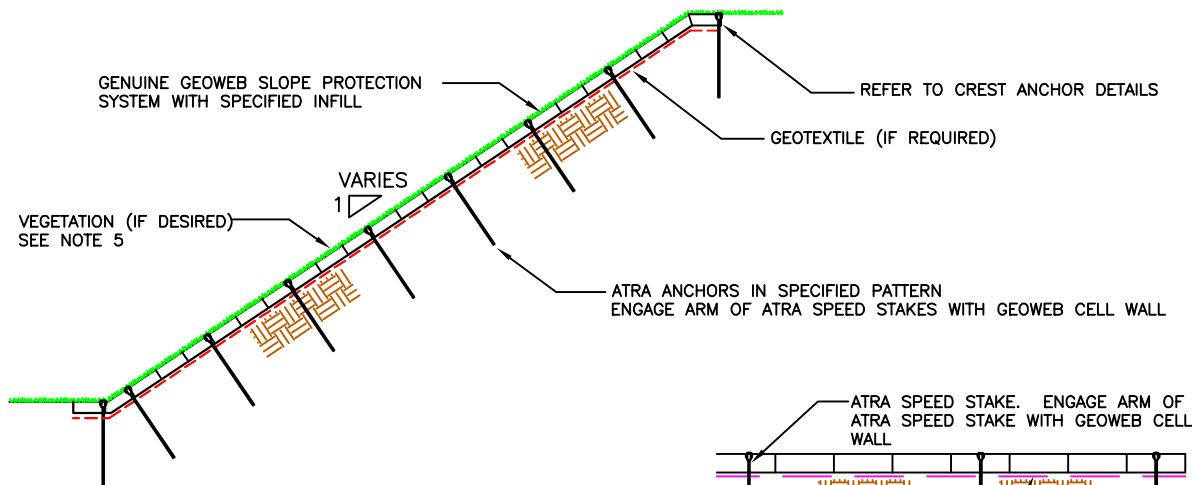 GENUINE GEOWEB SLOPE PROTECTION
SYSTEM WITH SPECIFIED INFILL
REFER TO CREST ANCHOR DETAILS
GEOTEXTILE (IF REQUIRED)
VARIES
1
VEGETATION (IF DESIRED)
SEE NOTE 5
ATRA ANCHORS IN SPECIFIED PATTERN
ENGAGE ARM OF ATRA SPEED STAKES WITH GEOWEB CELL WALL
ATRA SPEED STAKE. ENGAGE ARM OF
ATRA SPEED STAKE WITH GEOWEB CELL
WALL